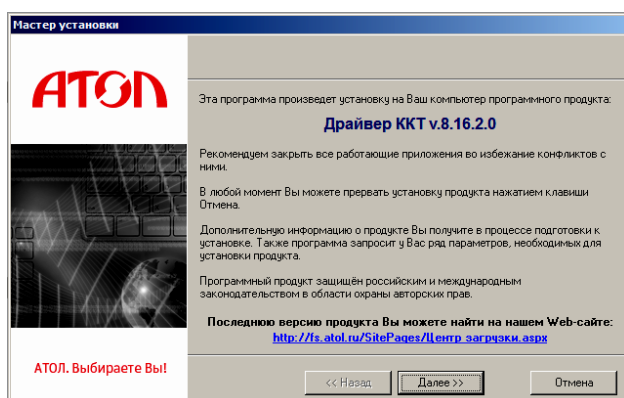 Мастер установки
АТОЛ
Эта программа произведет установку на Ваш компьютер программного продукта:
Драйвер ККТ v.8.16.2.0
Рекомендуем закрыть все работающие приложения во избежание конфликтов с
ними.
В любой момент Вы можете прервать установку продукта нажатием клавиши
Отмена.
Дополнительную информацию о продукте Вы получите в процессе подготовки к
установке. Также программа запросит у Вас ряд параметров, необходимых для
установки продукта.
Программный продукт защищён российским и международным
законодательством в области охраны авторских прав.
Последнюю версию продукта Вы можете найти на нашем Web-сайте:
http://fs.atol.ru/SitePages/Центр загрузки.aspx
АТОЛ. Выбираете Вы!
<< Назад
Далее >>
Отмена